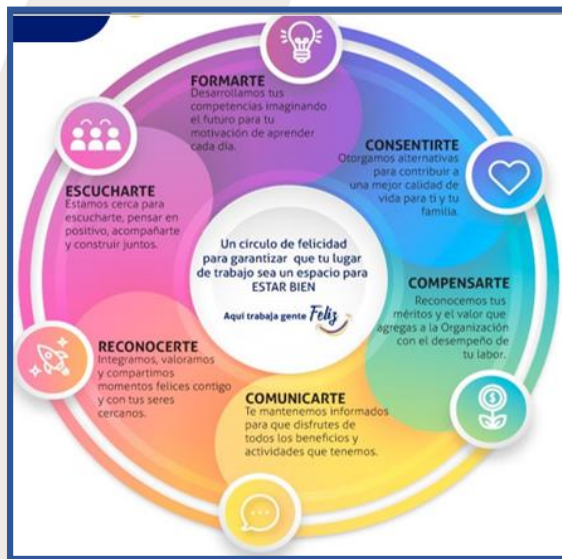 FORMARTE
Desarrollamos tus
competencias imaginando
el futuro para tu
motivación de aprender
cada día.
CONSENTIRTE
Otorgamos alternativas
para contribuir a
una mejor calidad de
vida para ti y tu
familia.
ESCUCHARTE
Estamos cerca para
escucharte, pensar en
positivo, acompañarte
y construir juntos.
Un círculo de felicidad
para garantizar que tu lugar
de trabajo sea un espacio para
ESTAR BIEN
Aquí trabaja gente Feliz
COMPENSARTE
Reconocemos tus
méritos y el valor que
agregas a la Organización
con el desempeño de
tu labor.
RECONOCERTE
Integramos, valoramos
y compartimos
momentos felices contigo
y con tus seres
cercanos.
COMUNICARTE
Te mantenemos informados
para que disfrutes de
todos los beneficios y
actividades que tenemos.
$